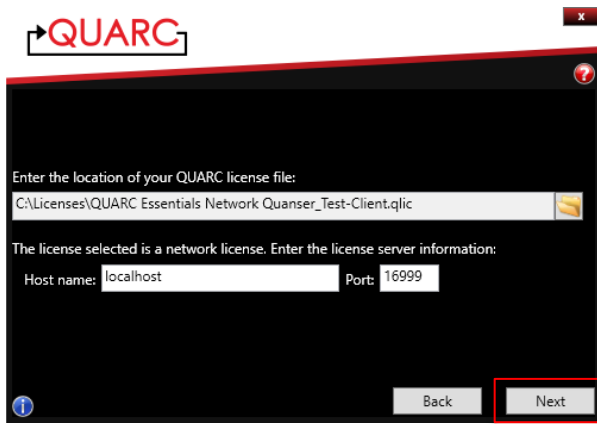 QUARC
x
?
Enter the location of your QUARC license file:
C:\Licenses\QUARC Essentials Network Quanser_Test-Client.qlic
The license selected is a network license. Enter the license server information:
Host name: localhost Port: 16999
Back Next
i